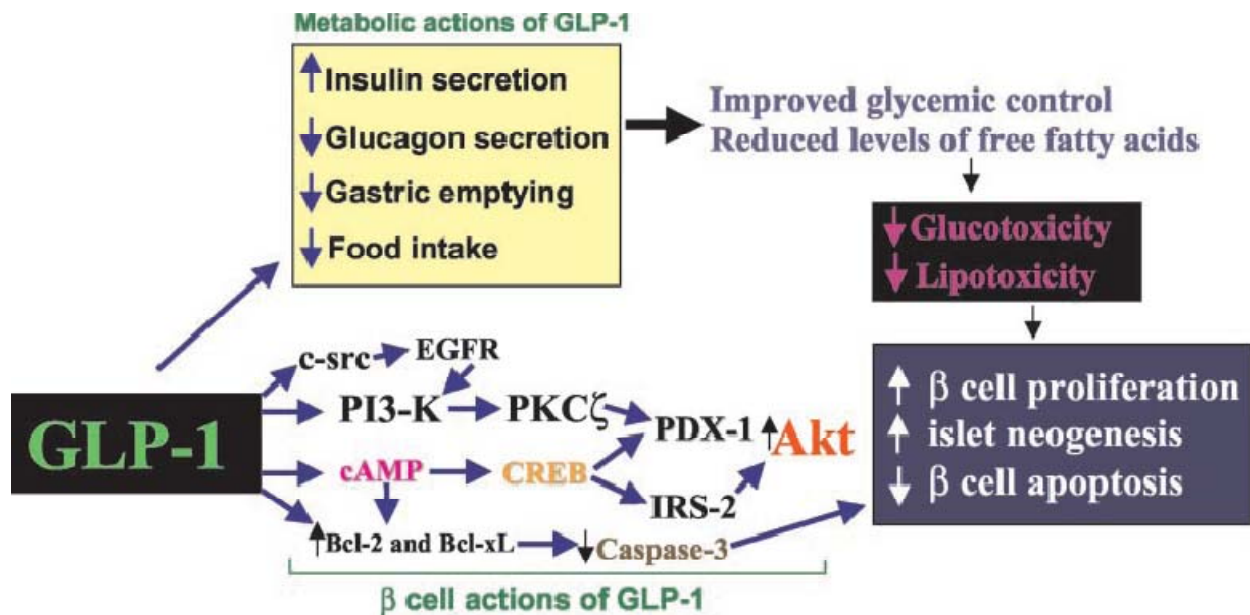 Metabolic actions of GLP-1
↑ Insulin secretion
↓ Glucagon secretion
↓ Gastric emptying
↓ Food intake
Improved glycemic control
Reduced levels of free fatty acids
↓ Glucotoxicity
↓ Lipotoxicity
↑ β cell proliferation
↑ islet neogenesis
↓ β cell apoptosis
GLP-1
c-src
EGFR
PI3-K
PKCζ
PDX-1
↑ Akt
cAMP
CREB
IRS-2
↑ Bcl-2 and Bcl-xL
↓ Caspase-3
β cell actions of GLP-1